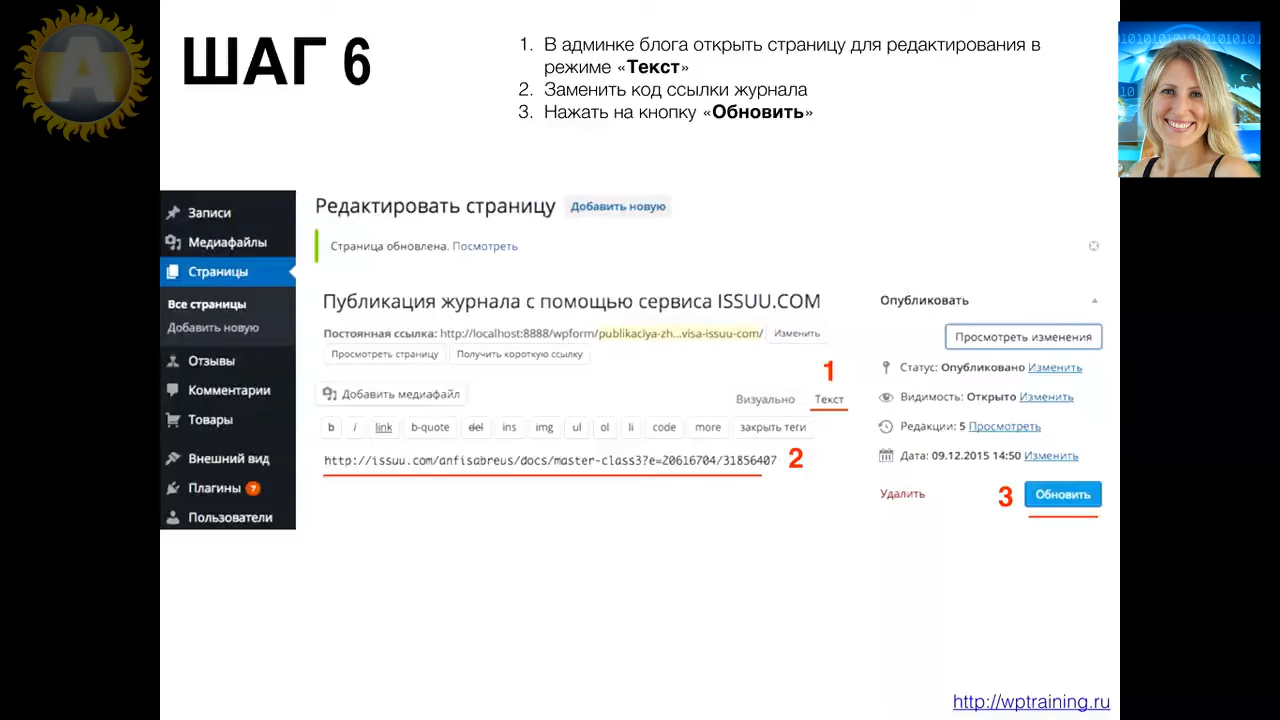 ШАГ 6
1. В админке блога открыть страницу для редактирования в
режиме «Текст»
2. Заменить код ссылки журнала
3. Нажать на кнопку «Обновить»
Записи
Медиафайлы
Страницы
Все страницы
Добавить новую
Отзывы
Комментарии
Товары
Внешний вид
Плагины 7
Пользователи
Редактировать страницу Добавить новую
Страница обновлена. Посмотреть
Публикация журнала с помощью сервиса ISSUU.COM
Постоянная ссылка: http://localhost:8888/wpform/publikaciya-zh...visa-issuu-com/ Изменить
Просмотреть страницу Получить короткую ссылку
1
Добавить медиафайл
Визуально Текст
b i link b-quote del ins img ul ol li code more закрыть теги
http://issuu.com/anfisabreus/docs/master-class3?e=20616704/31856407 2
Опубликовать
Просмотреть изменения
Статус: Опубликовано Изменить
Видимость: Открыто Изменить
Редакции: 5 Просмотреть
Дата: 09.12.2015 14:50 Изменить
Удалить 3 Обновить
http://wptraining.ru
A